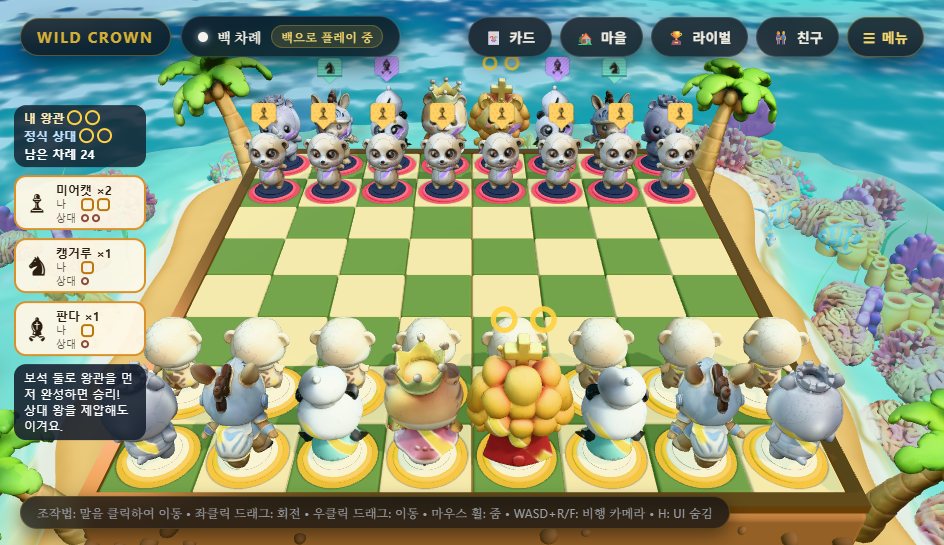 WILD CROWN
백 차례
백으로 플레이 중
카드
마을
라이벌
친구
메뉴
내 왕관
정식 상대
남은 차례 24
미어캣 ×2
나
상대
캥거루 ×1
나
상대
판다 ×1
나
상대
보석 둘로 왕관을 먼
저 완성하면 승리!
상대 왕을 제압해도
이겨요.
조작법: 말을 클릭하여 이동 • 좌클릭 드래그: 회전 • 우클릭 드래그: 이동 • 마우스 휠: 줌 • WASD+R/F: 비행 카메라 • H: UI 숨김